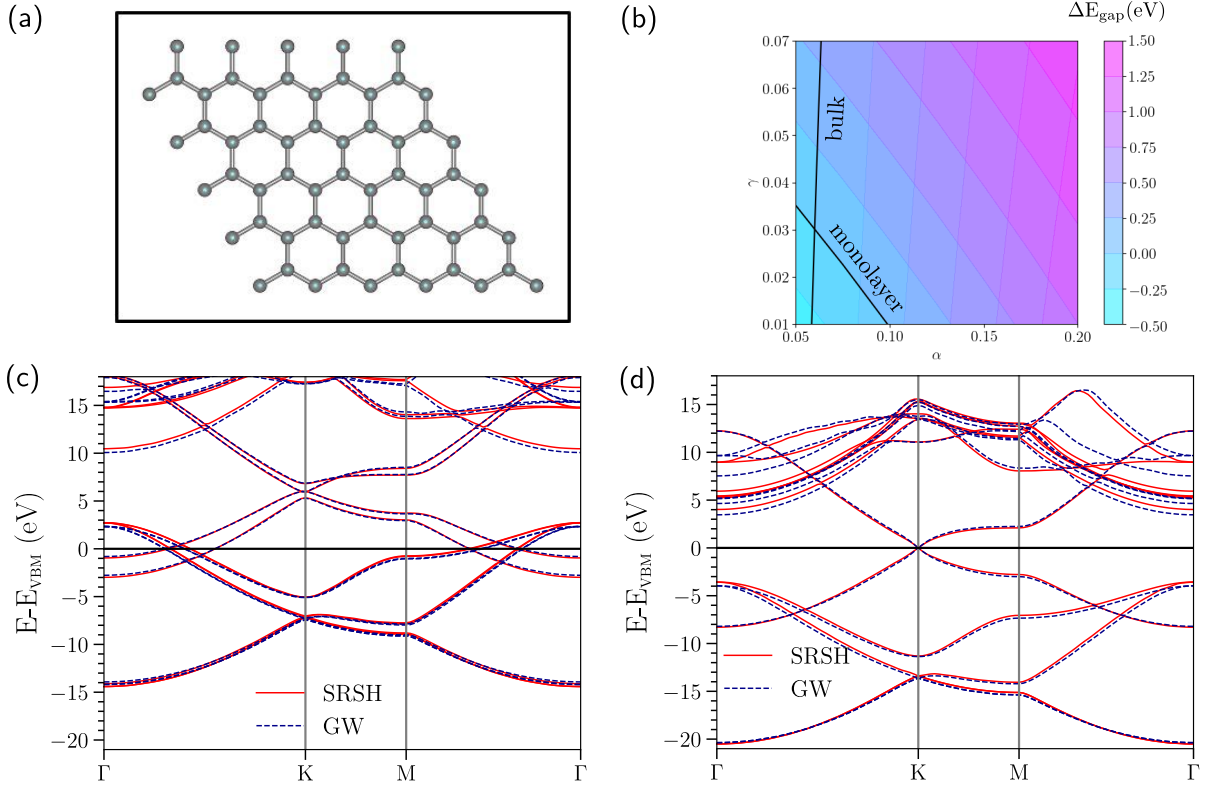 (a)
(b)
ΔE_gap(eV)
0.07
0.06
0.05
0.04
0.03
0.02
0.01
γ
0.05
0.10
0.15
0.20
α
bulk
monolayer
1.50
1.25
1.00
0.75
0.50
0.25
0.00
−0.25
−0.50
(c)
15
10
5
0
−5
−10
−15
−20
E-E_VBM (eV)
SRSH
GW
Γ
K
M
Γ
(d)
15
10
5
0
−5
−10
−15
−20
E-E_VBM (eV)
SRSH
GW
Γ
K
M
Γ